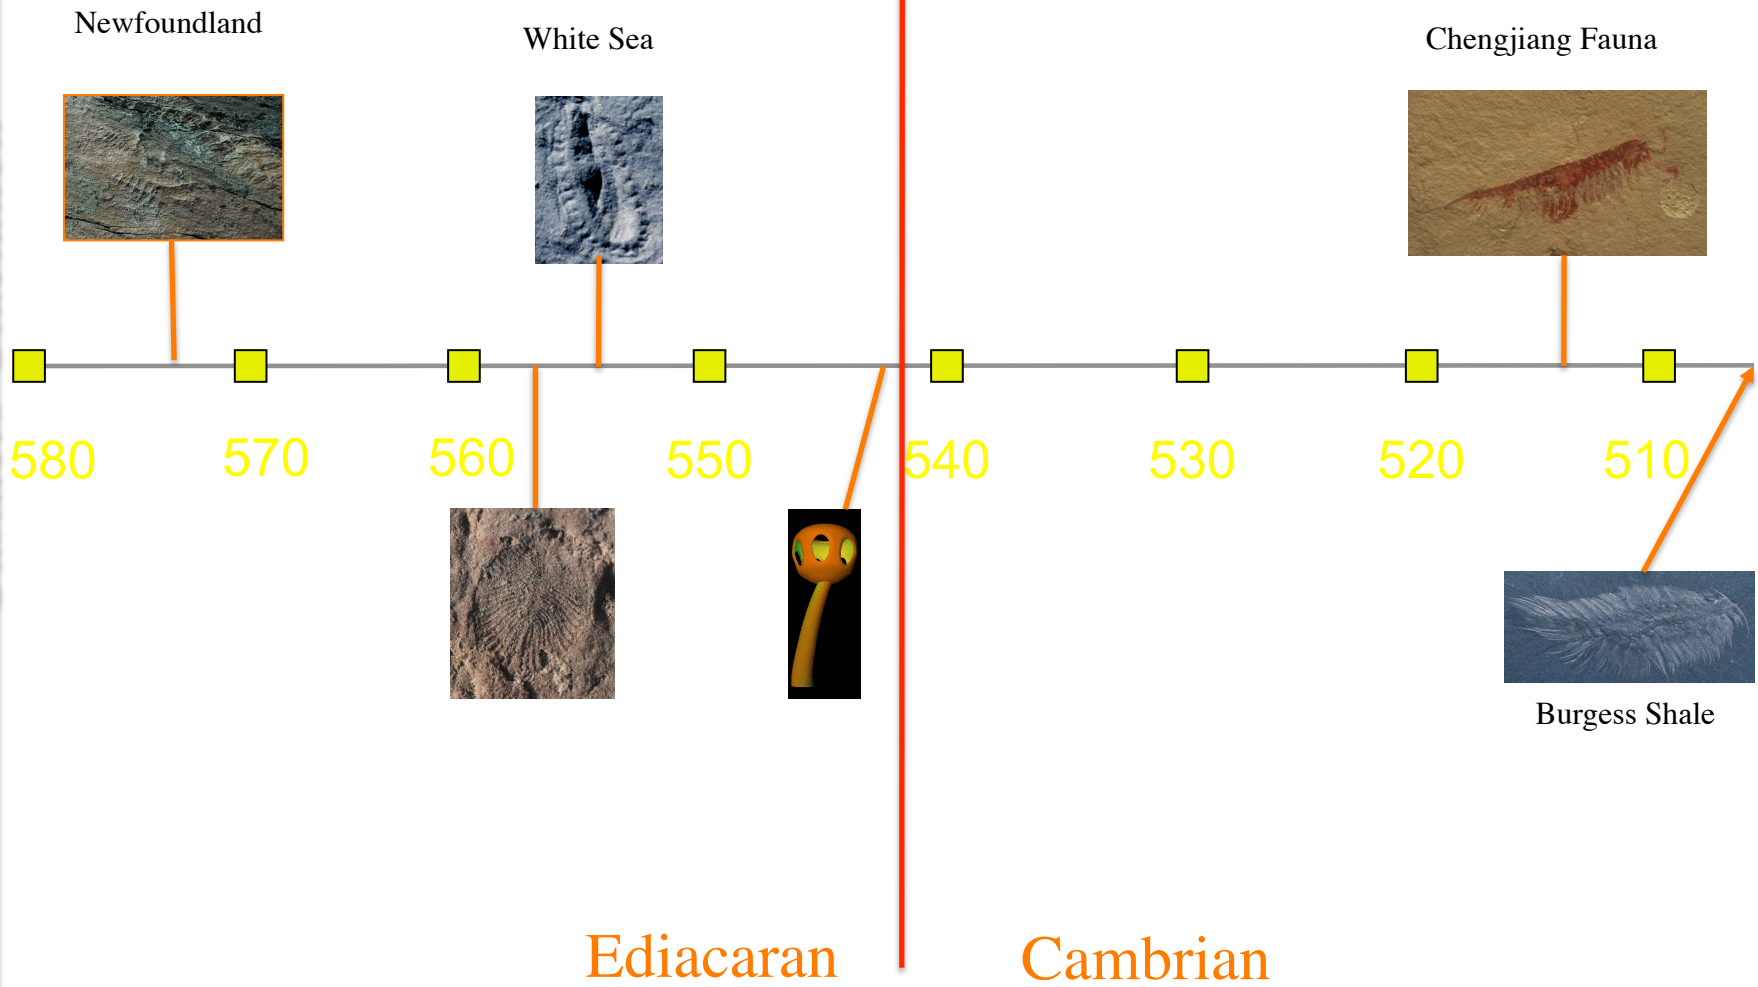 Newfoundland
White Sea
Chengjiang Fauna
580
570
560
550
540
530
520
510
Burgess Shale
Ediacaran
Cambrian